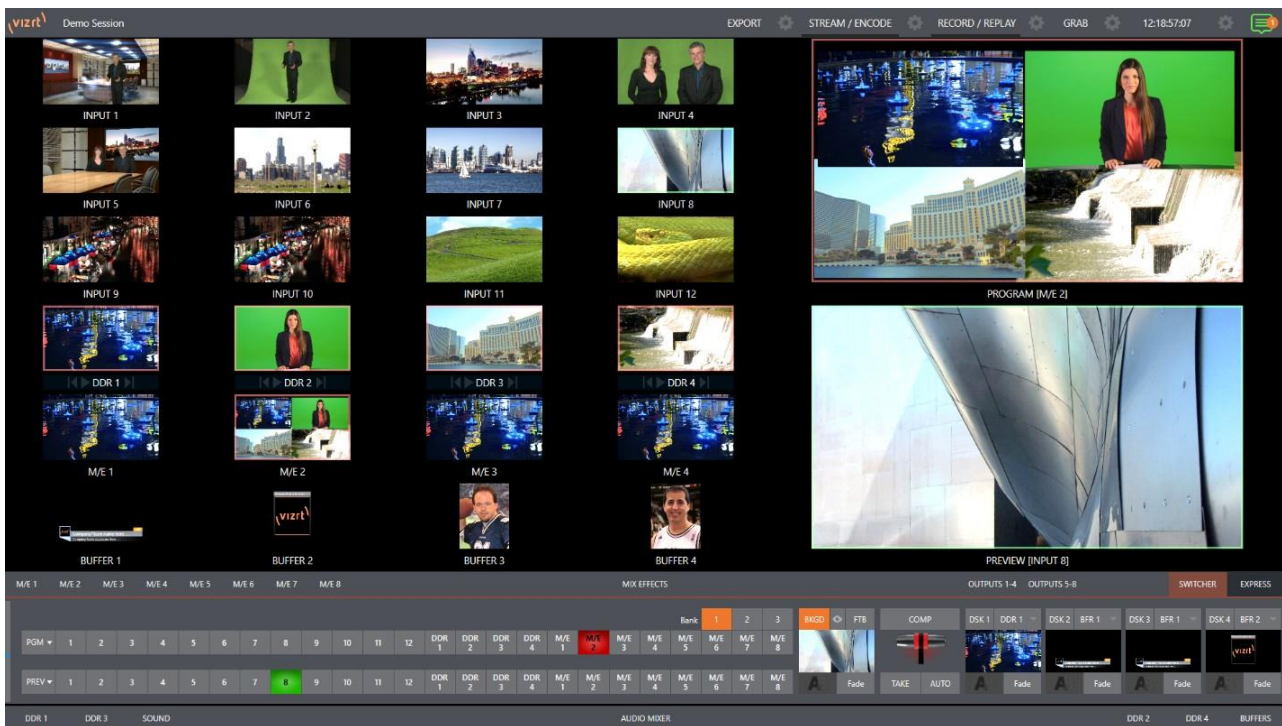 vizrt Demo Session EXPORT STREAM / ENCODE RECORD / REPLAY GRAB 12:18:57:07 1
INPUT 1 INPUT 2 INPUT 3 INPUT 4
INPUT 5 INPUT 6 INPUT 7 INPUT 8
INPUT 9 INPUT 10 INPUT 11 INPUT 12
PROGRAM [M/E 2]
DDR 1 DDR 2 DDR 3 DDR 4
M/E 1 M/E 2 M/E 3 M/E 4
vizrt
BUFFER 1 BUFFER 2 BUFFER 3 BUFFER 4
PREVIEW [INPUT 8]
M/E 1 M/E 2 M/E 3 M/E 4 M/E 5 M/E 6 M/E 7 M/E 8 MIX EFFECTS OUTPUTS 1-4 OUTPUTS 5-8 SWITCHER EXPRESS
Bank 1 2 3 BKGD FTB COMP DSK 1 DDR 1 DSK 2 BFR 1 DSK 3 BFR 1 DSK 4 BFR 2
PGM 1 2 3 4 5 6 7 8 9 10 11 12 DDR 1 DDR 2 DDR 3 DDR 4 M/E 1 M/E 2 M/E 3 M/E 4 M/E 5 M/E 6 M/E 7 M/E 8
vizrt
PREV 1 2 3 4 5 6 7 8 9 10 11 12 DDR 1 DDR 2 DDR 3 DDR 4 M/E 1 M/E 2 M/E 3 M/E 4 M/E 5 M/E 6 M/E 7 M/E 8 A Fade TAKE AUTO A Fade A Fade A Fade A Fade
DDR 1 DDR 3 SOUND AUDIO MIXER DDR 2 DDR 4 BUFFERS